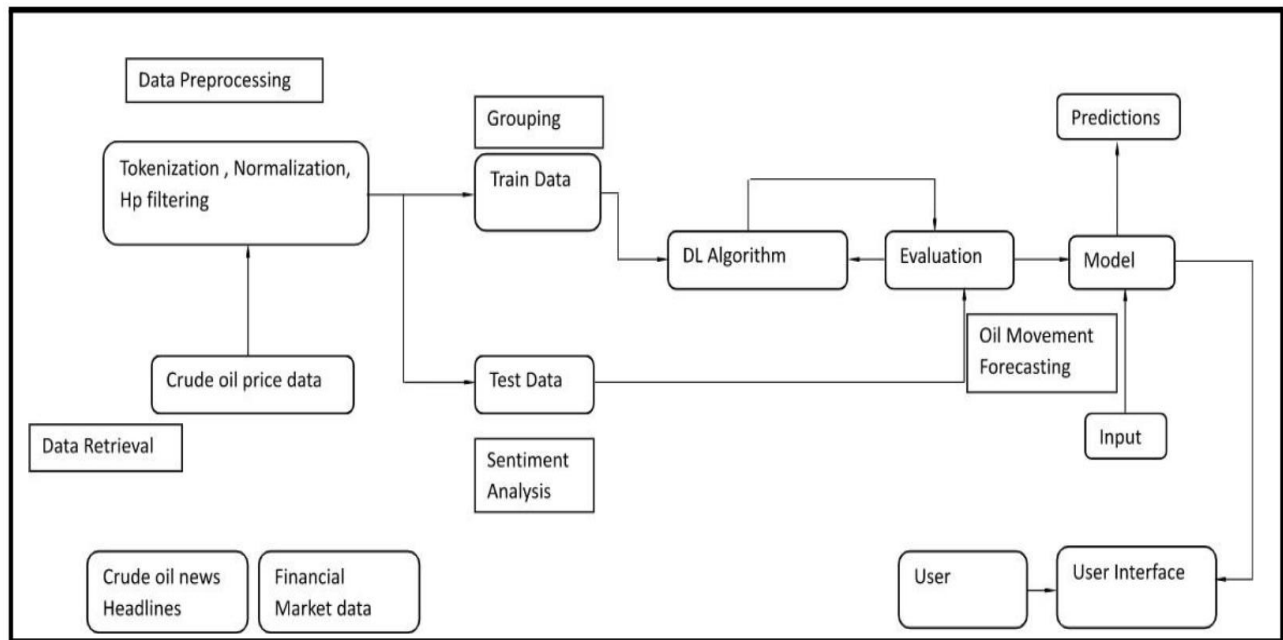 Data Preprocessing
Tokenization , Normalization,
Hp filtering
Crude oil price data
Data Retrieval
Crude oil news
Headlines
Financial
Market data
Grouping
Train Data
Test Data
Sentiment
Analysis
DL Algorithm
Evaluation
Oil Movement
Forecasting
Predictions
Model
Input
User
User Interface